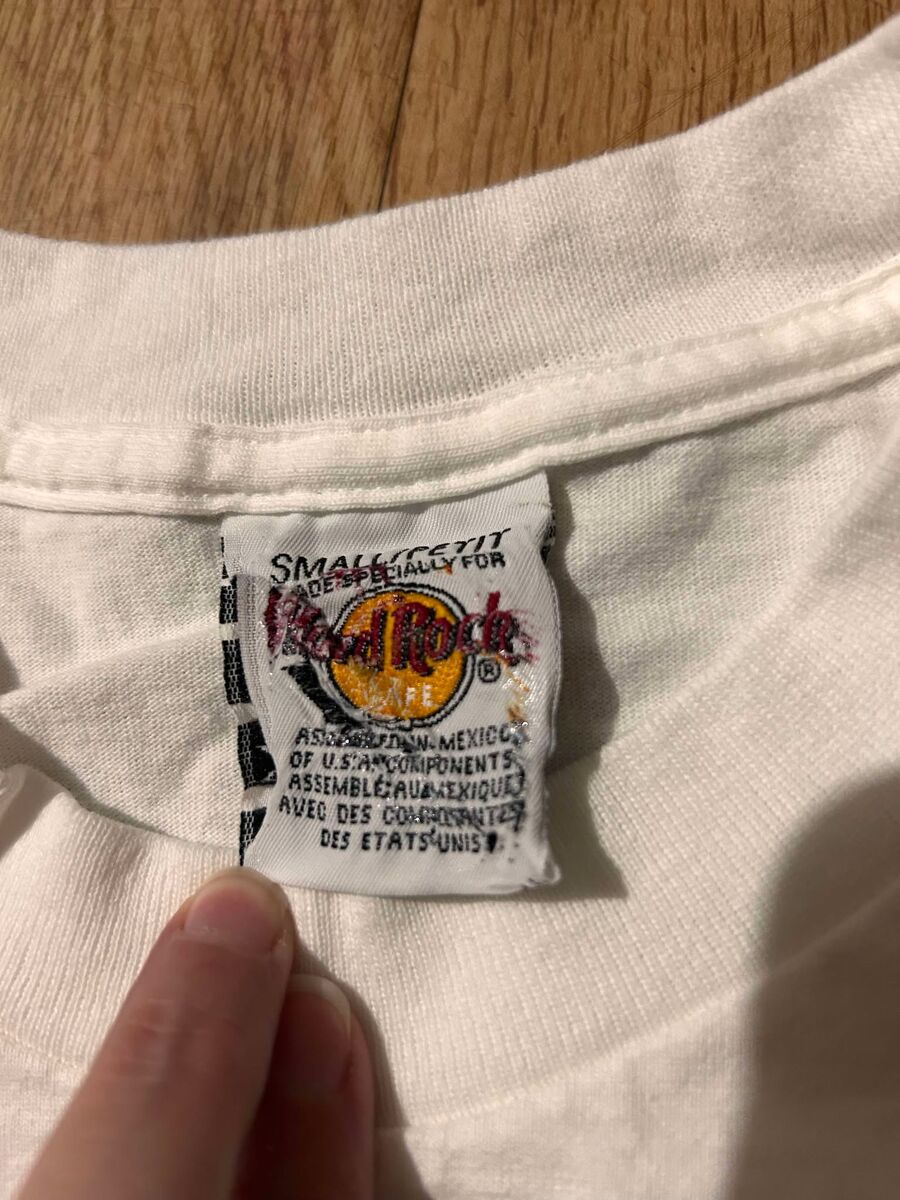 SMALL/PETIT
MADE SPECIALLY FOR
Hard Rock
CAFE ®
ASSEMBLED IN MEXICO
OF U.S.A. COMPONENTS
ASSEMBLÉ AU MEXIQUE
AVEC DES COMPOSANTES
DES ETATS UNIS